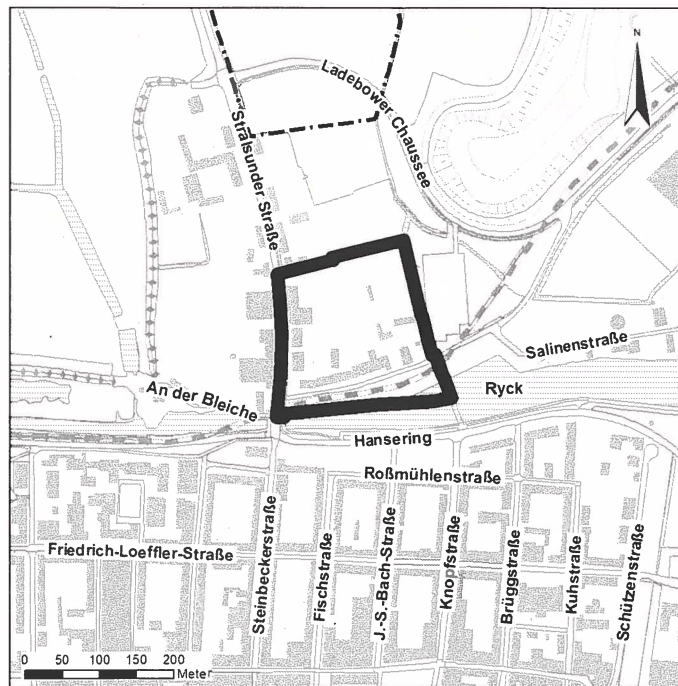 N
Ladebower Chaussee
Stralsunder Straße
Salinenstraße
An der Bleiche
Ryck
Hansering
Roßmühlenstraße
Friedrich-Loeffler-Straße
Steinbeckerstraße
Fischstraße
J.-S.-Bach-Straße
Knopfstraße
Brüggstraße
Kuhstraße
Schützenstraße
0 50 100 150 200
Meter